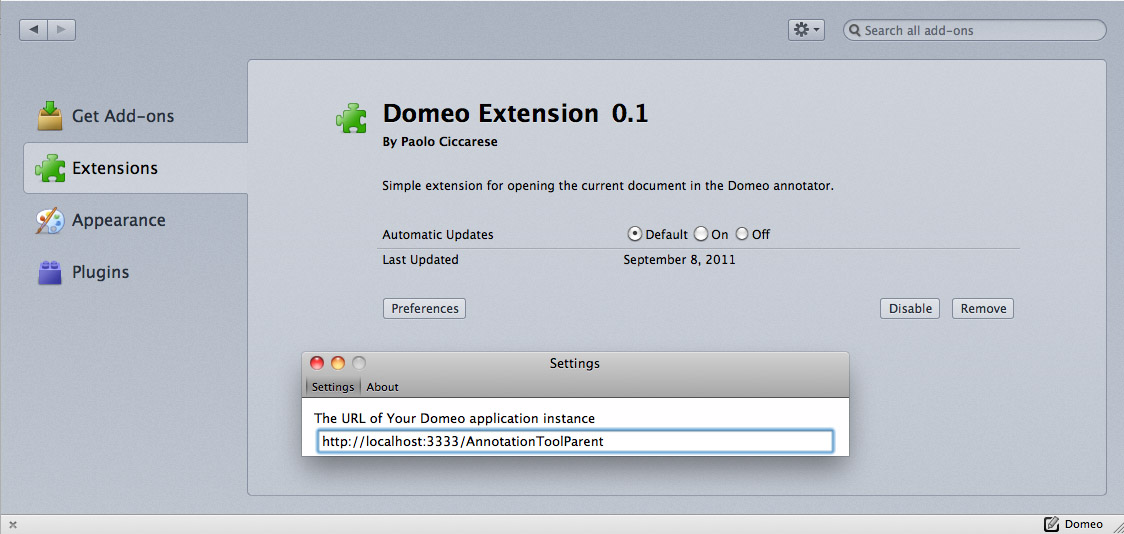 Search all add-ons
Get Add-ons
Extensions
Appearance
Plugins
Domeo Extension 0.1
By Paolo Ciccarese
Simple extension for opening the current document in the Domeo annotator.
Automatic Updates Default On Off
Last Updated September 8, 2011
Preferences Disable Remove
Settings
Settings About
The URL of Your Domeo application instance
http://localhost:3333/AnnotationToolParent
Domeo